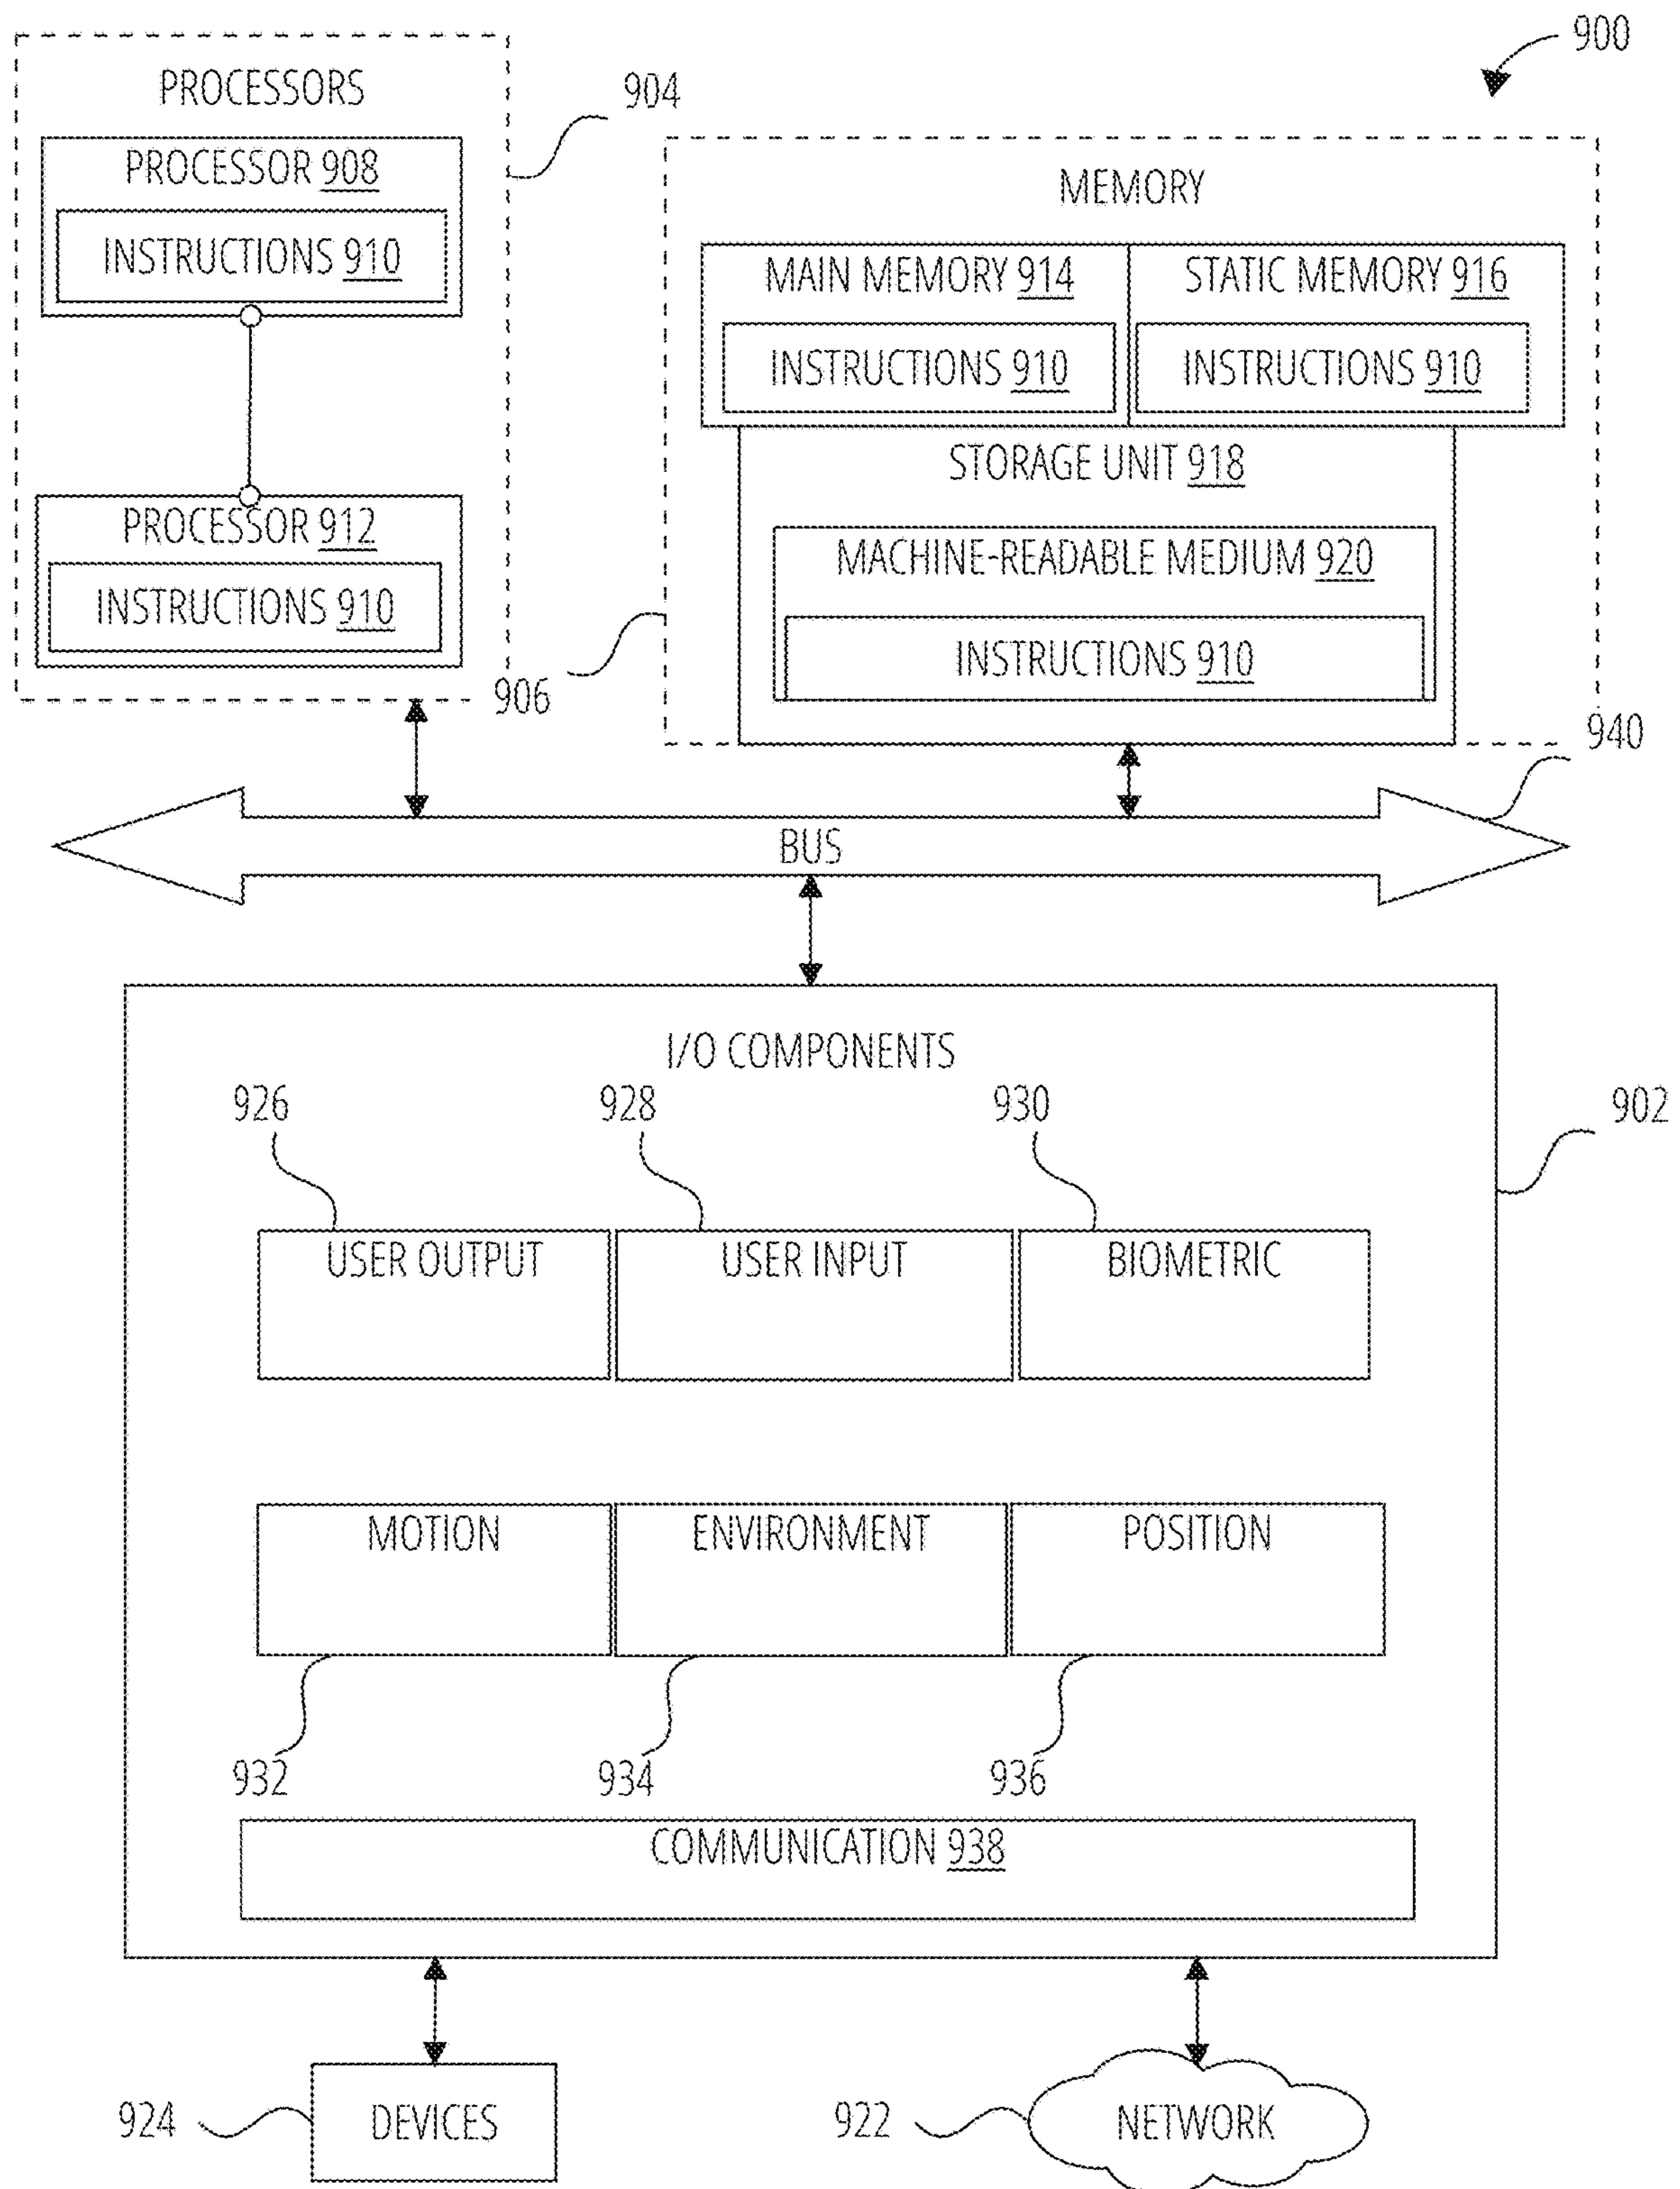 900
PROCESSORS
904
PROCESSOR 908
INSTRUCTIONS 910
PROCESSOR 912
INSTRUCTIONS 910
MEMORY
MAIN MEMORY 914
STATIC MEMORY 916
INSTRUCTIONS 910
INSTRUCTIONS 910
STORAGE UNIT 918
MACHINE-READABLE MEDIUM 920
INSTRUCTIONS 910
906
940
BUS
I/O COMPONENTS
902
926
928
930
USER OUTPUT
USER INPUT
BIOMETRIC
MOTION
ENVIRONMENT
POSITION
932
934
936
COMMUNICATION 938
924
DEVICES
922
NETWORK